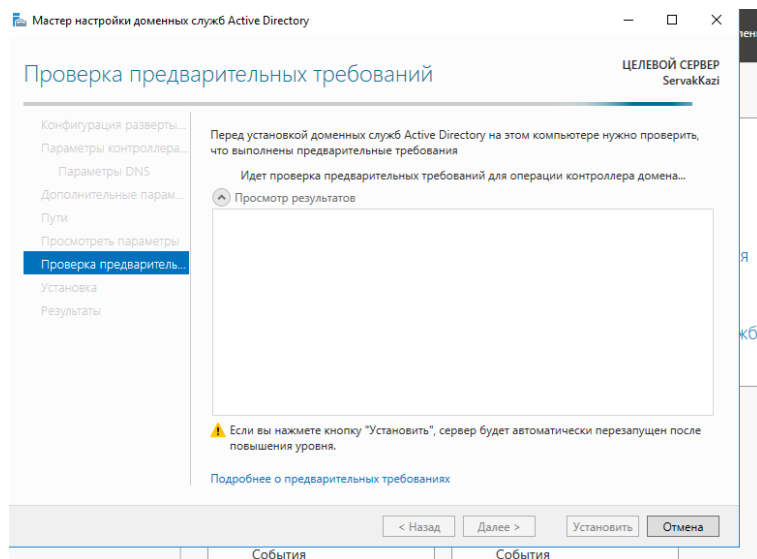 Мастер настройки доменных служб Active Directory
Проверка предварительных требований
ЦЕЛЕВОЙ СЕРВЕР
ServakKazi
Конфигурация разверты...
Параметры контроллера...
Параметры DNS
Дополнительные парам...
Пути
Просмотреть параметры
Проверка предваритель...
Установка
Результаты
Перед установкой доменных служб Active Directory на этом компьютере нужно проверить,
что выполнены предварительные требования
Идет проверка предварительных требований для операции контроллера домена...
Просмотр результатов
Если вы нажмете кнопку "Установить", сервер будет автоматически перезапущен после
повышения уровня.
Подробнее о предварительных требованиях
< Назад
Далее >
Установить
Отмена
События
События